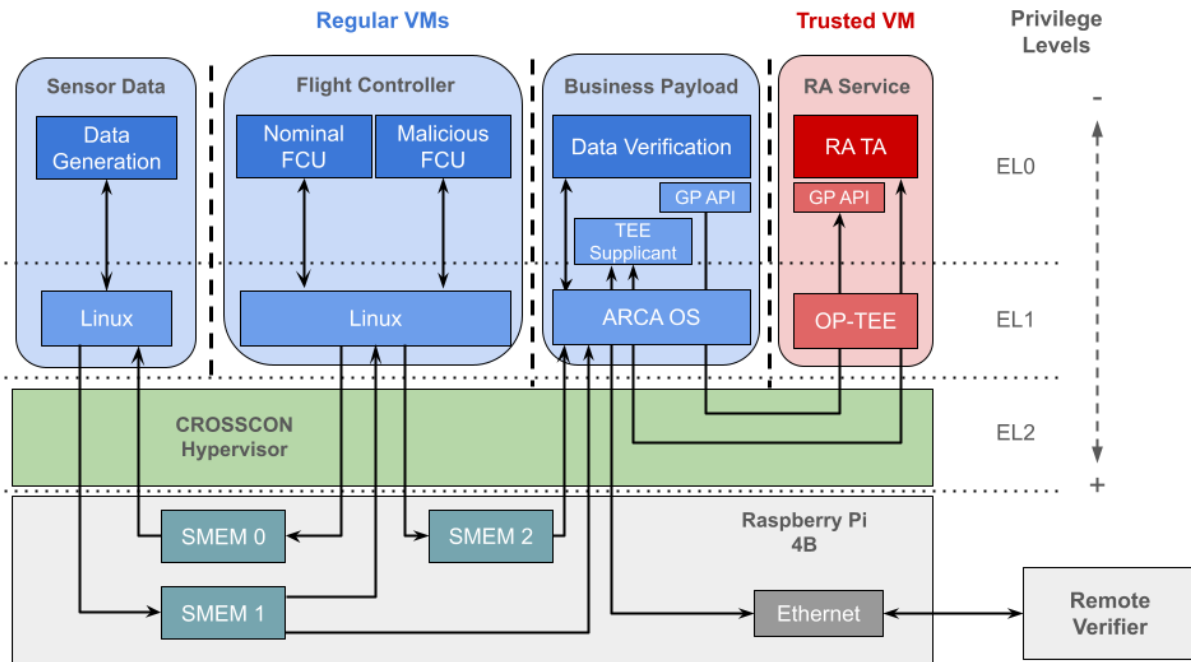 Regular VMs
Trusted VM
Privilege
Levels
Sensor Data
Flight Controller
Business Payload
RA Service
-
Data
Generation
Nominal
FCU
Malicious
FCU
Data Verification
RA TA
EL0
GP API
GP API
TEE
Supplicant
Linux
Linux
ARCA OS
OP-TEE
EL1
CROSSCON
Hypervisor
EL2
+
SMEM 0
SMEM 2
Raspberry Pi
4B
SMEM 1
Ethernet
Remote
Verifier